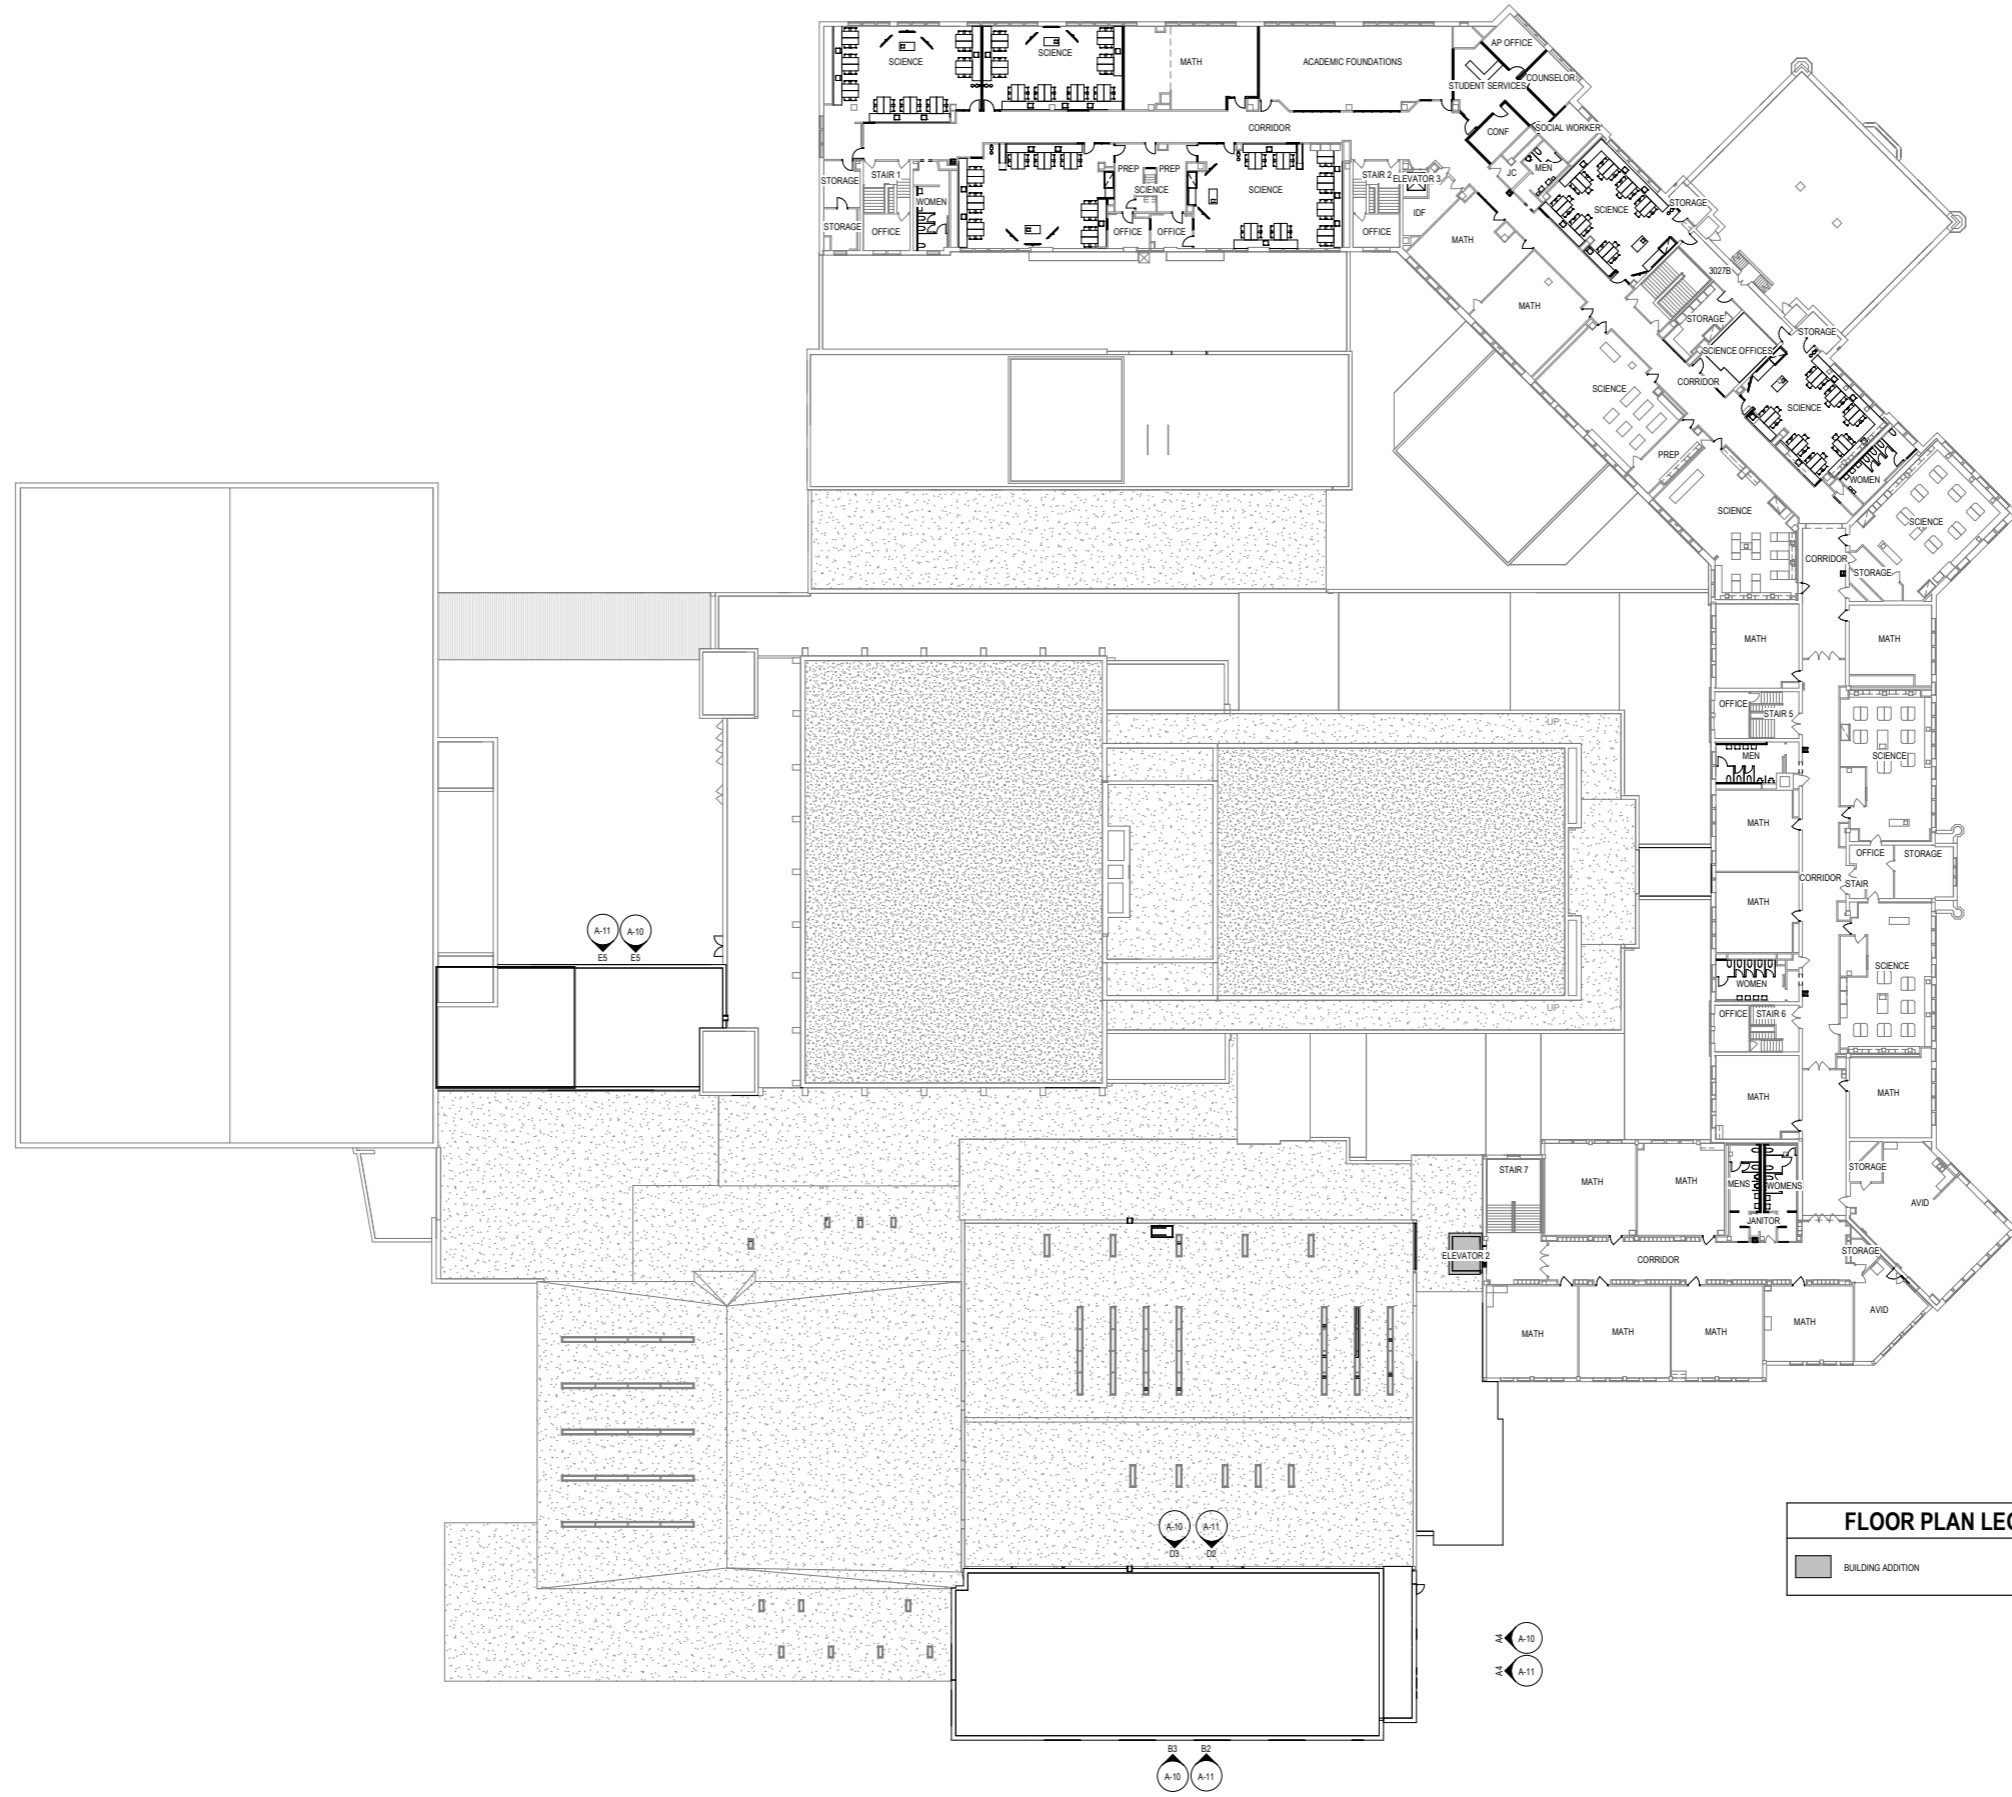 AP OFFICE
SCIENCE
SCIENCE
MATH
ACADEMIC FOUNDATIONS
STUDENT SERVICES
COUNSELOR
CORRIDOR
CONF
SOCIAL WORKER
STORAGE
STAIR 1
WOMEN
PREP
PREP
SCIENCE
SCIENCE
STAIR 2
ELEVATOR 3
JC
MEN
SCIENCE
STORAGE
STORAGE
OFFICE
OFFICE
OFFICE
OFFICE
IDF
MATH
3027B
MATH
STORAGE
STORAGE
SCIENCE OFFICES
SCIENCE
CORRIDOR
SCIENCE
PREP
WOMEN
SCIENCE
SCIENCE
CORRIDOR
STORAGE
MATH
MATH
OFFICE
STAIR 5
UP
MEN
SCIENCE
MATH
OFFICE
STORAGE
CORRIDOR
STAIR
MATH
A-11
A-10
E5
E5
SCIENCE
WOMEN
UP
OFFICE
STAIR 6
MATH
MATH
STAIR 7
MATH
MATH
MENS
WOMENS
STORAGE
AVID
JANITOR
ELEVATOR 2
CORRIDOR
STORAGE
AVID
MATH
MATH
MATH
MATH
A-10
A-11
D3
D2
FLOOR PLAN LEG
BUILDING ADDITION
A4
A-10
A4
A-11
B3
B2
A-10
A-11